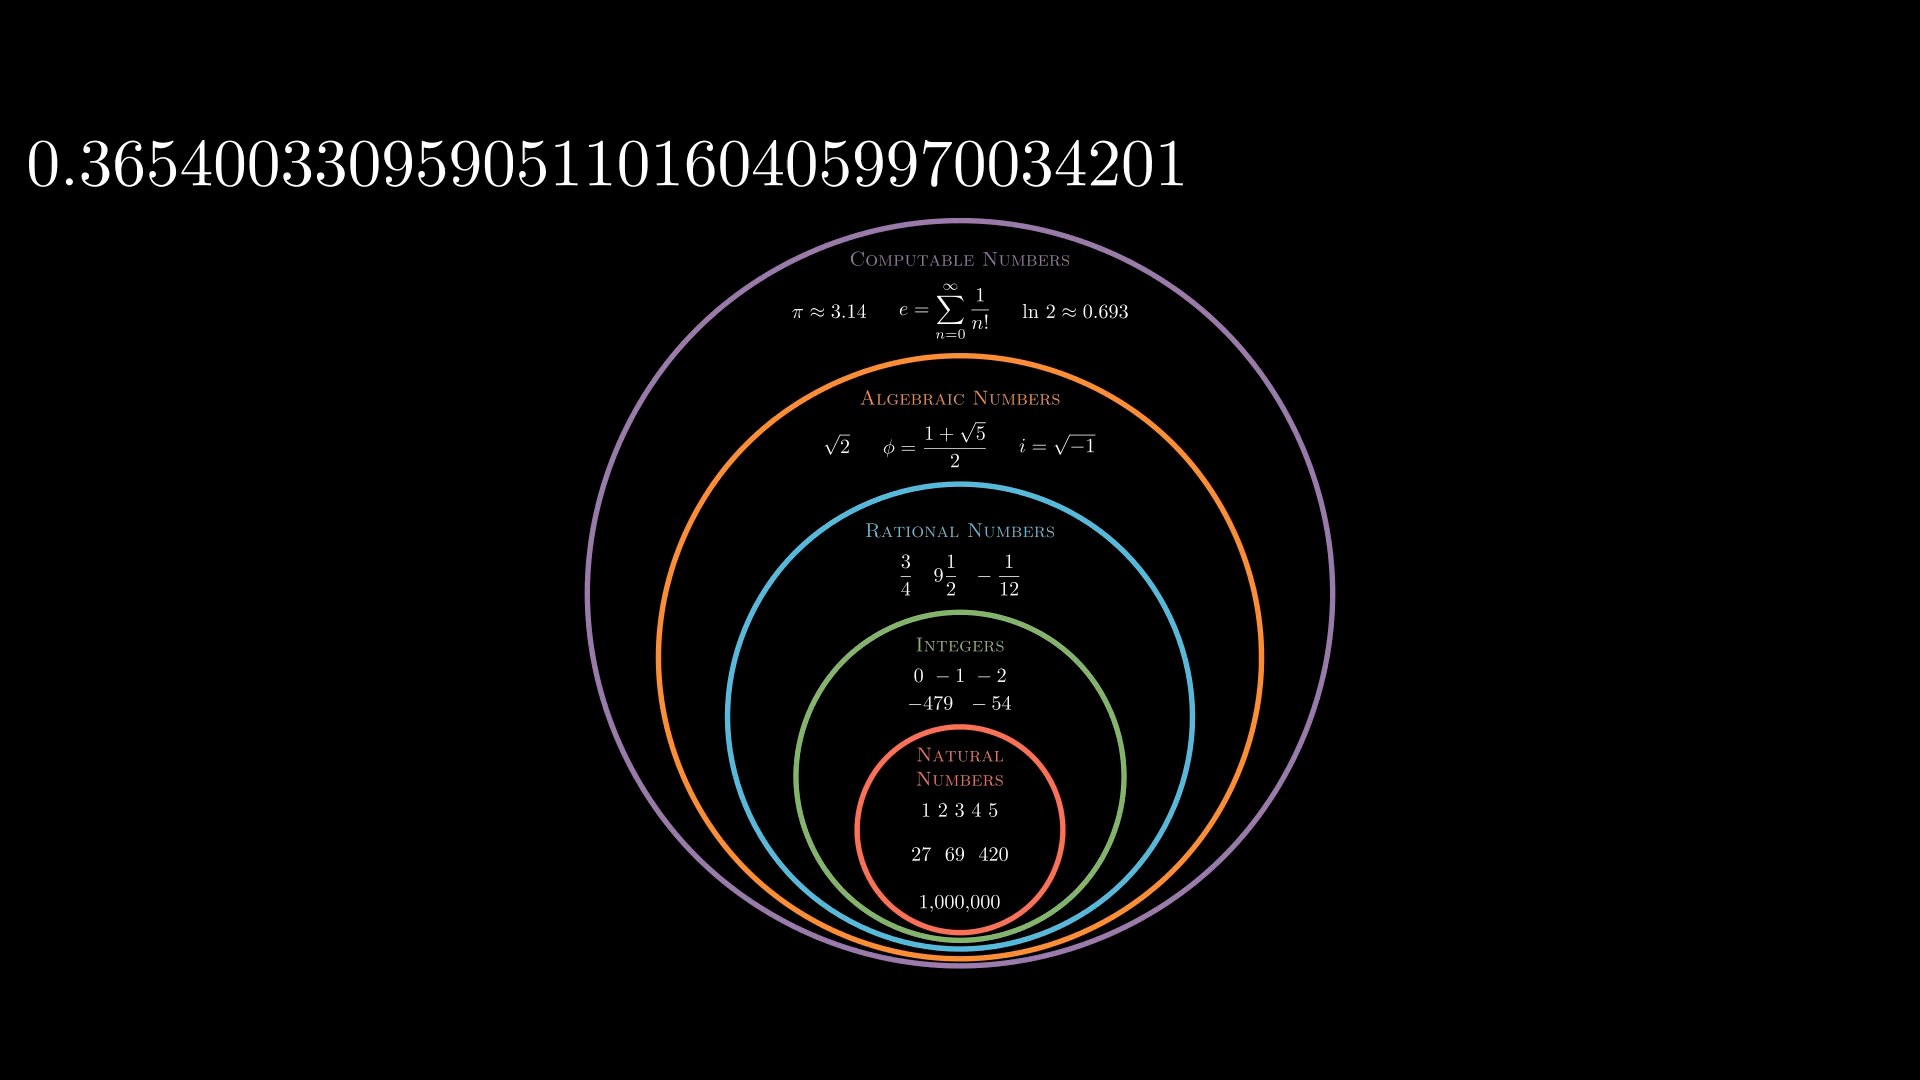 0.365400330959051101604059970034201
Computable Numbers
π ≈ 3.14 e = ∑_{n=0}^{∞} 1/n! ln 2 ≈ 0.693
Algebraic Numbers
√2 ϕ = (1 + √5)/2 i = √−1
Rational Numbers
3/4 9 1/2 − 1/12
Integers
0 − 1 − 2
−479 − 54
Natural
Numbers
1 2 3 4 5
27 69 420
1,000,000